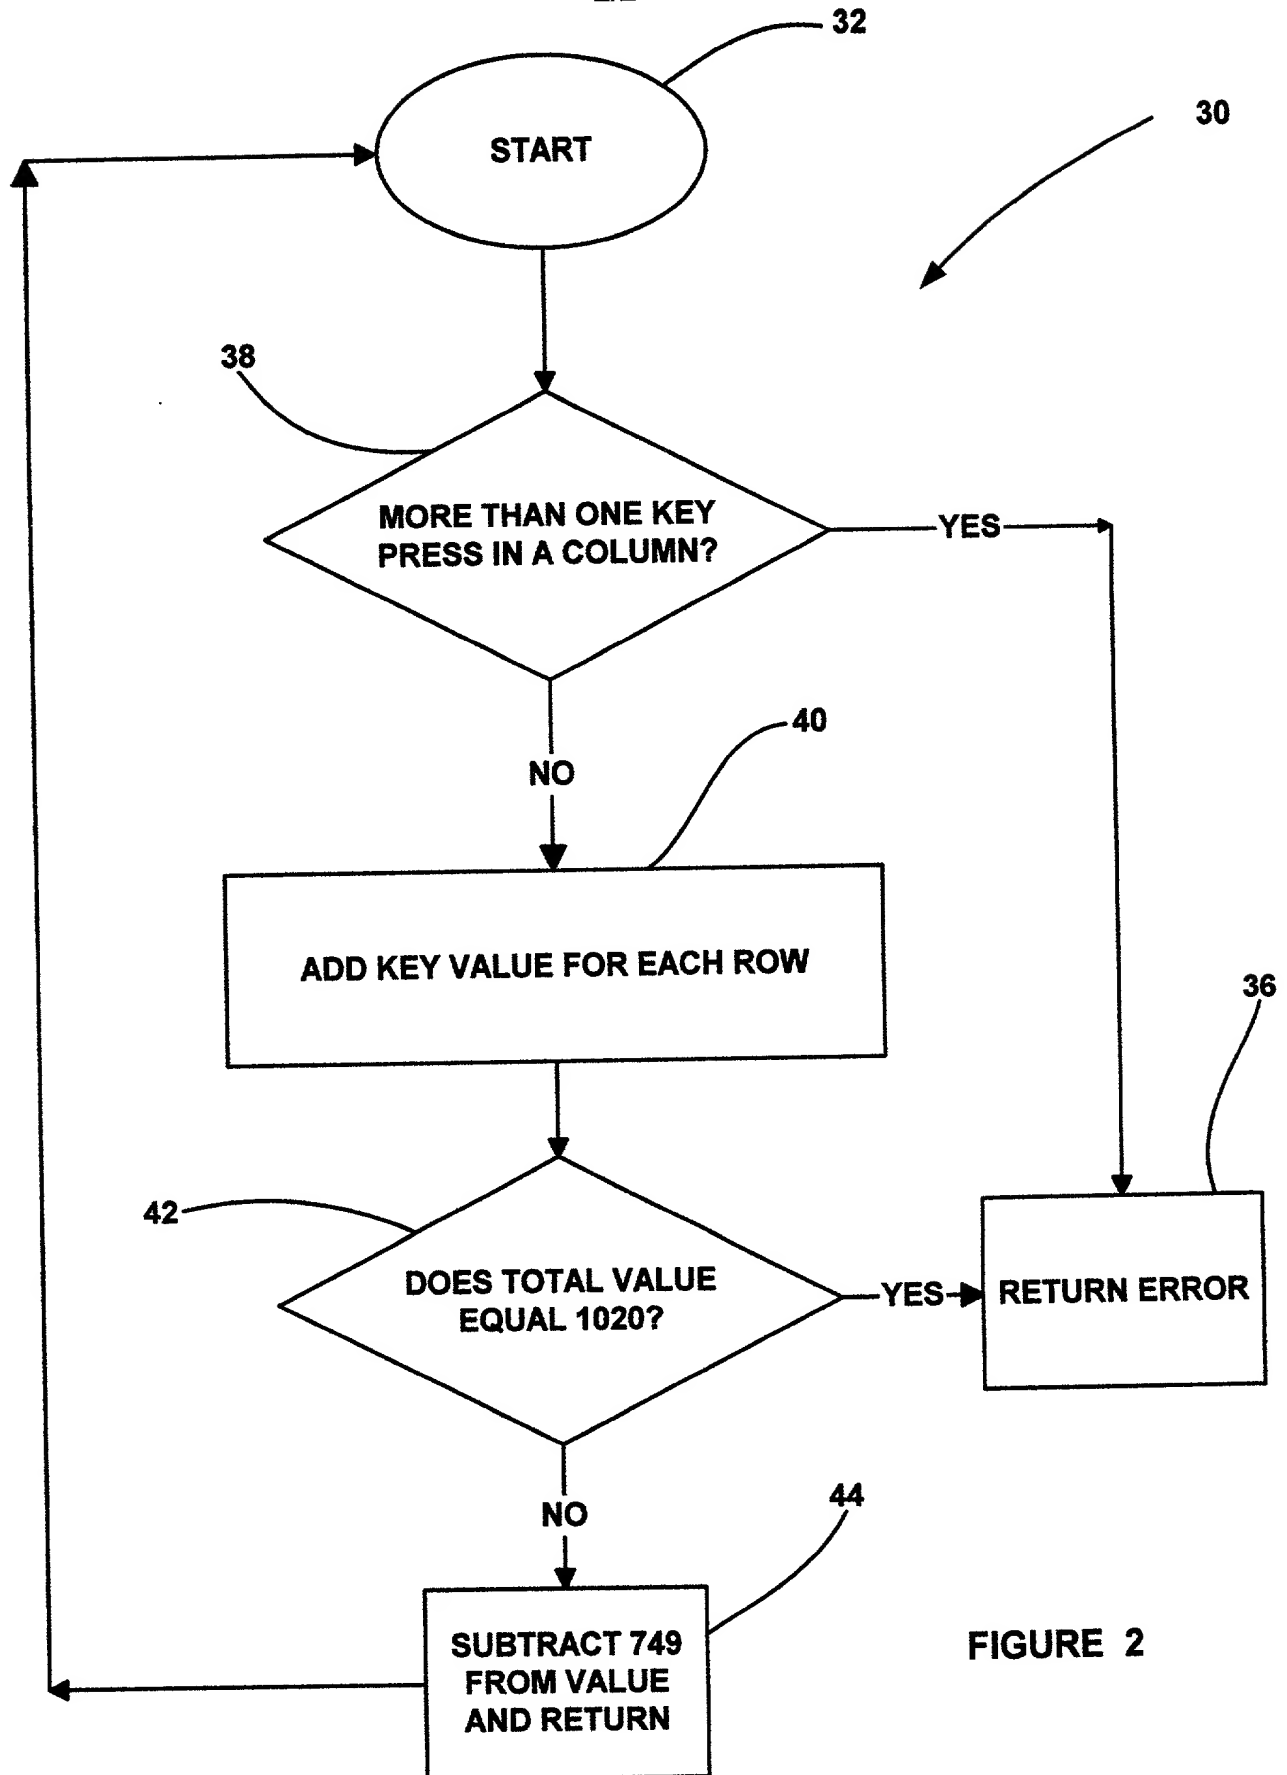 32
30
START
38
MORE THAN ONE KEY
PRESS IN A COLUMN?
YES
40
NO
ADD KEY VALUE FOR EACH ROW
36
42
DOES TOTAL VALUE
EQUAL 1020?
YES
RETURN ERROR
NO
44
SUBTRACT 749
FROM VALUE
AND RETURN
FIGURE 2